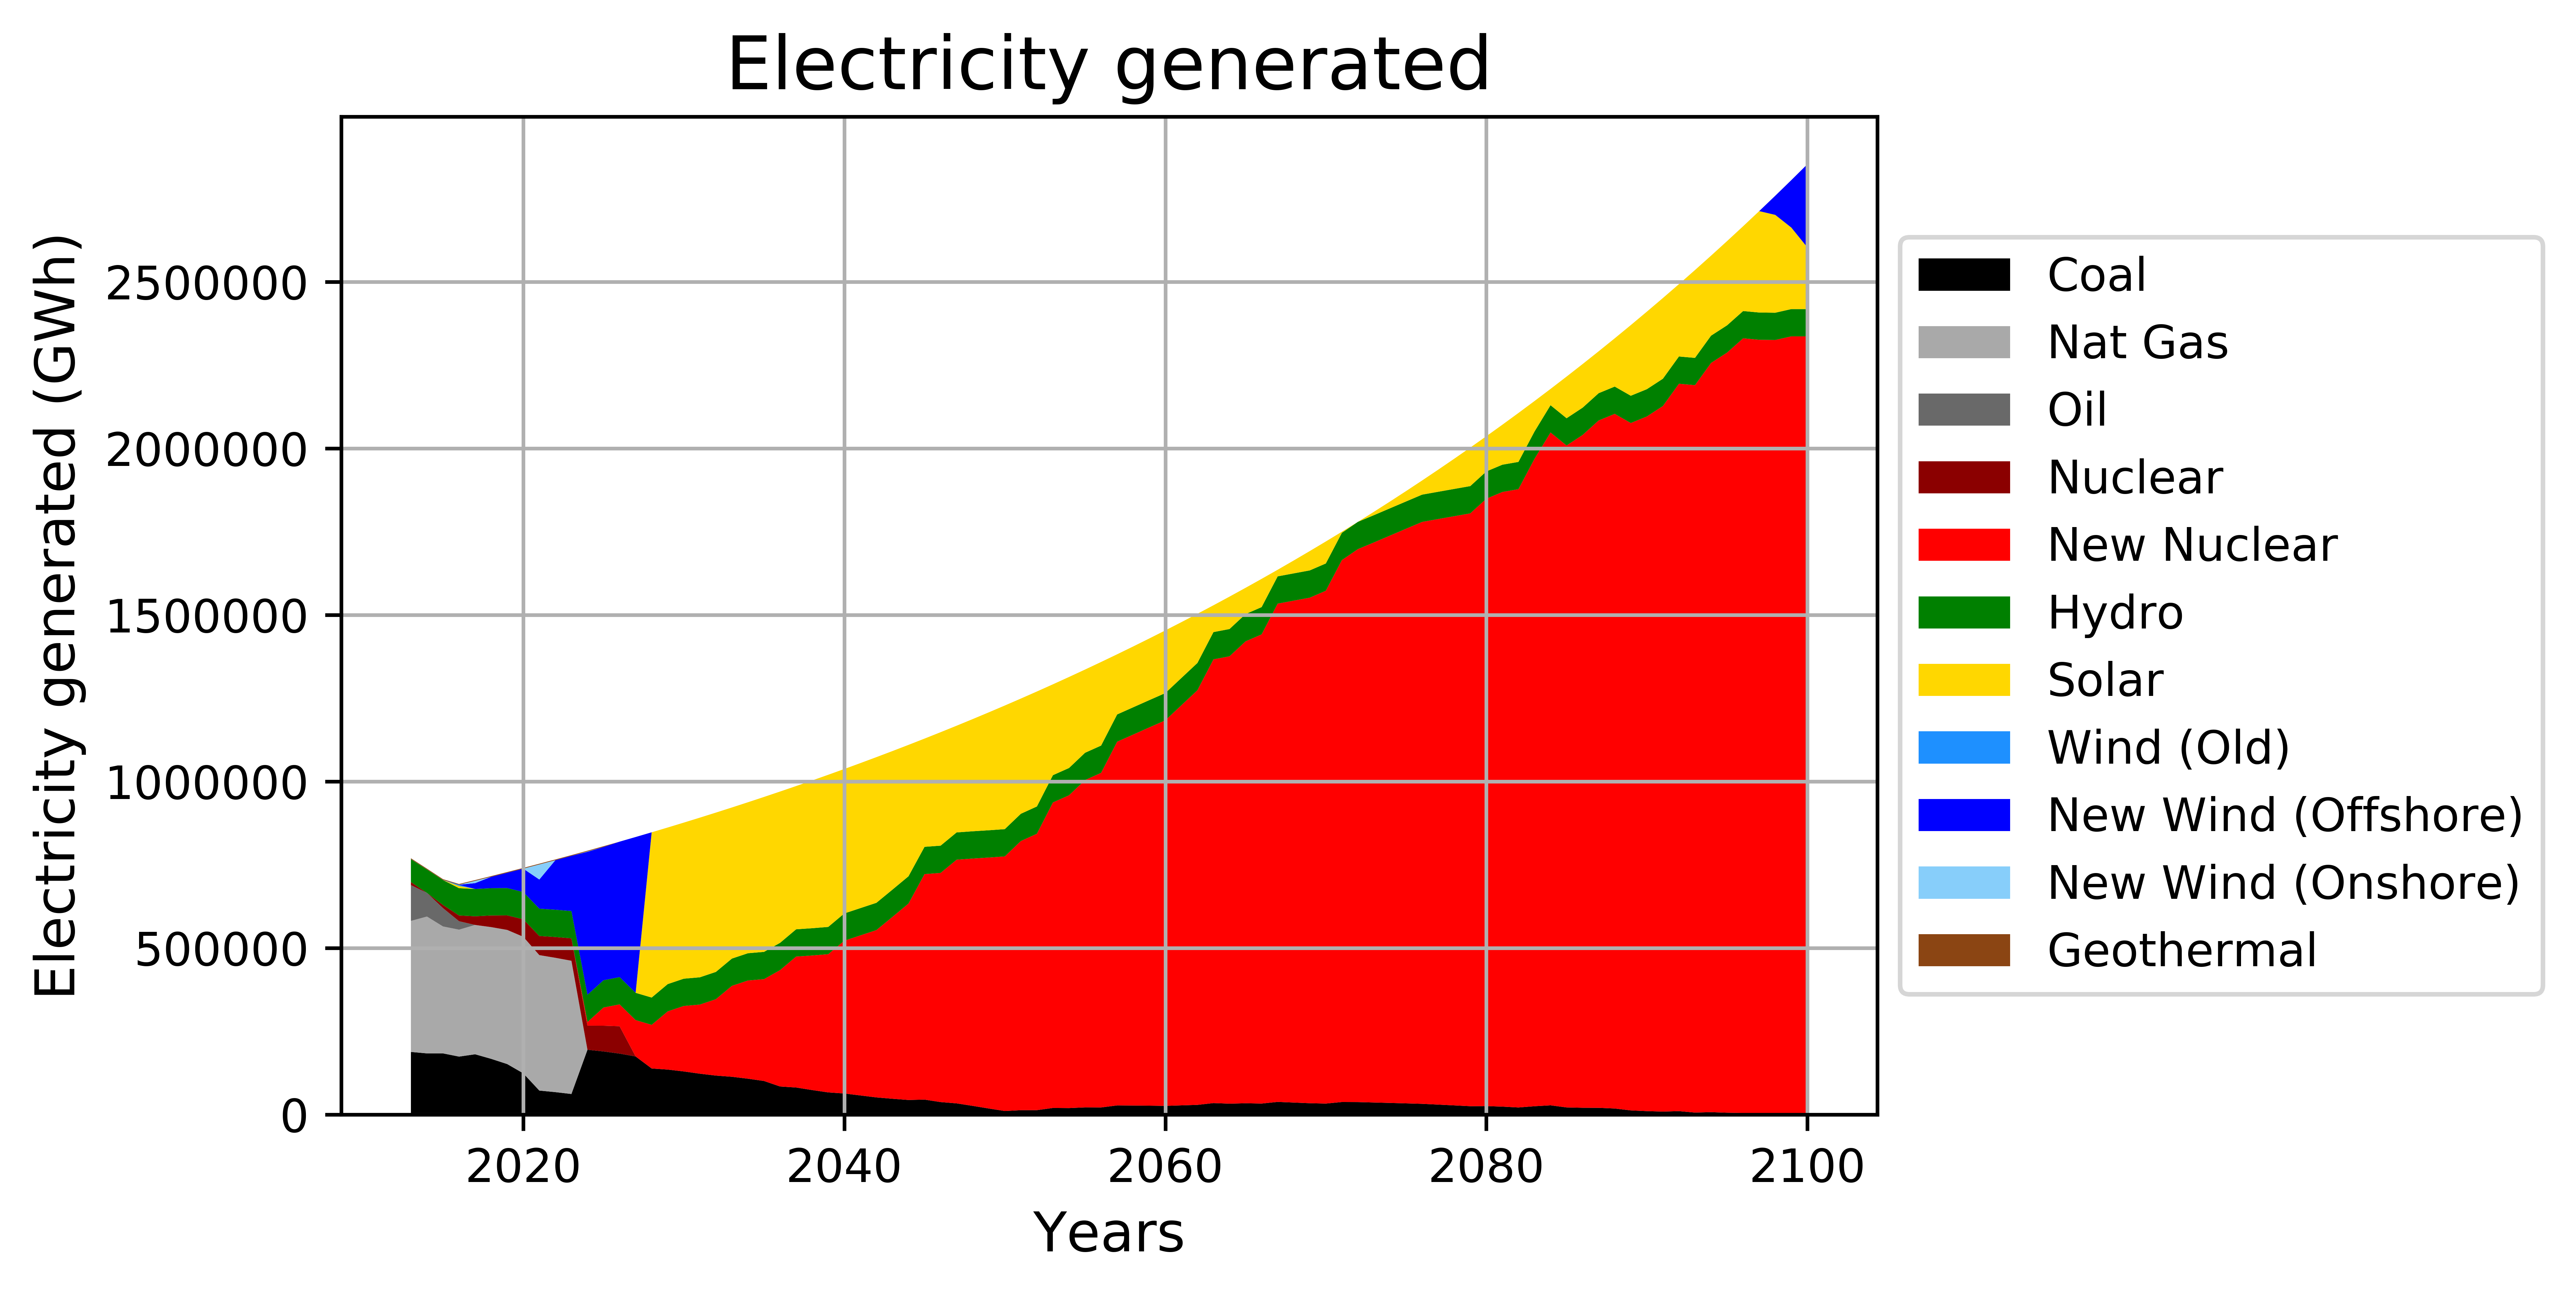 Electricity generated
Electricity generated (GWh)
2500000
2000000
1500000
1000000
500000
0
2020
2040
2060
2080
2100
Years
Coal
Nat Gas
Oil
Nuclear
New Nuclear
Hydro
Solar
Wind (Old)
New Wind (Offshore)
New Wind (Onshore)
Geothermal